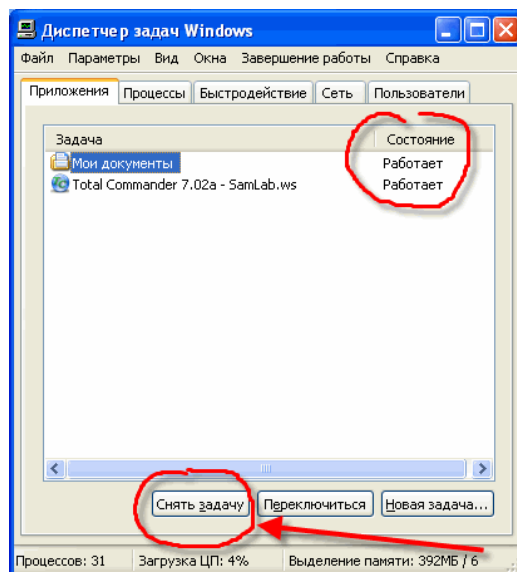 Диспетчер задач Windows
Файл Параметры Вид Окна Завершение работы Справка
Приложения Процессы Быстродействие Сеть Пользователи
Задача Состояние
Мои документы Работает
Total Commander 7.02a - SamLab.ws Работает
Снять задачу Переключиться Новая задача...
Процессов: 31 Загрузка ЦП: 4% Выделение памяти: 392МБ / 6